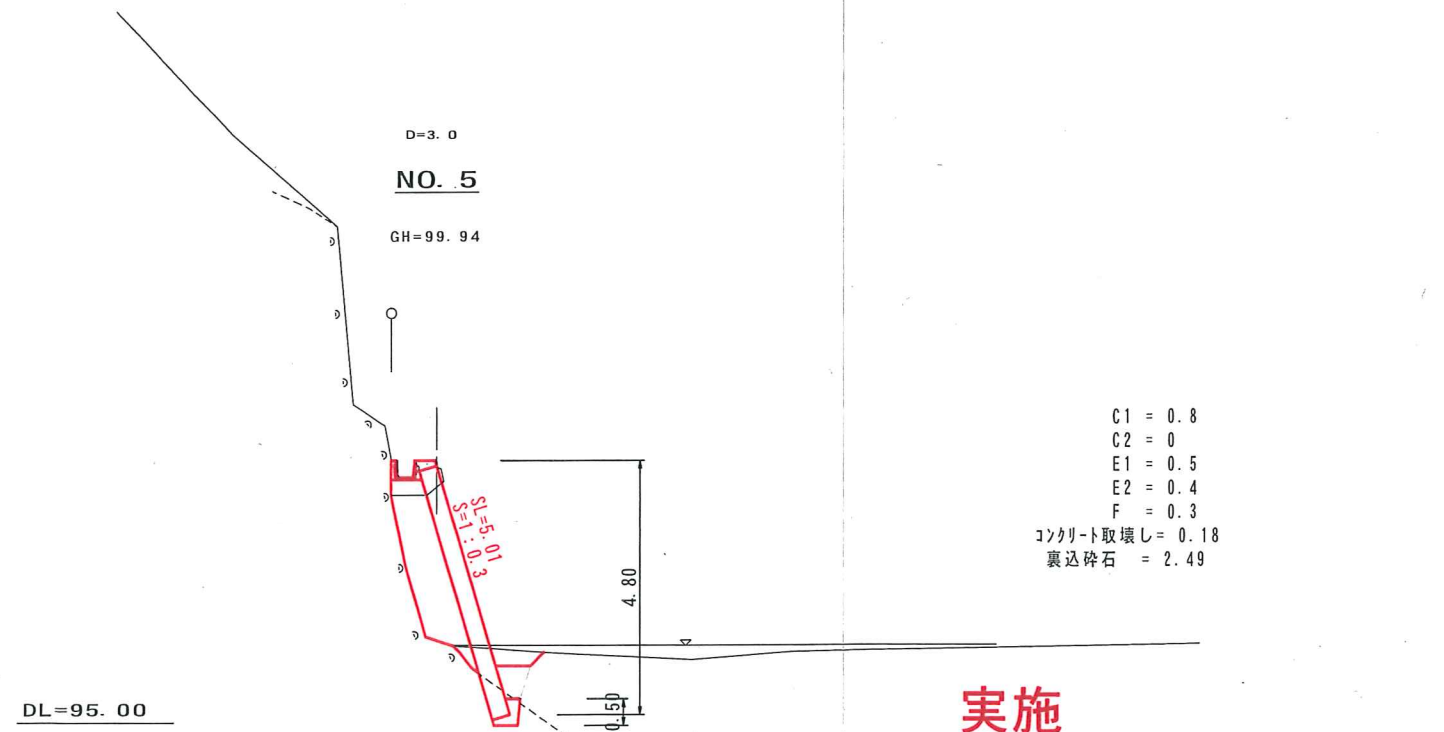 D=3. 0
NO. 5
GH=99. 94
SL=5. 01
S=1 : 0. 3
4. 80
0. 50
C1 = 0. 8
C2 = 0
E1 = 0. 5
E2 = 0. 4
F = 0. 3
コンクリート取壊し= 0. 18
裏込砕石 = 2. 49
DL=95. 00
実施